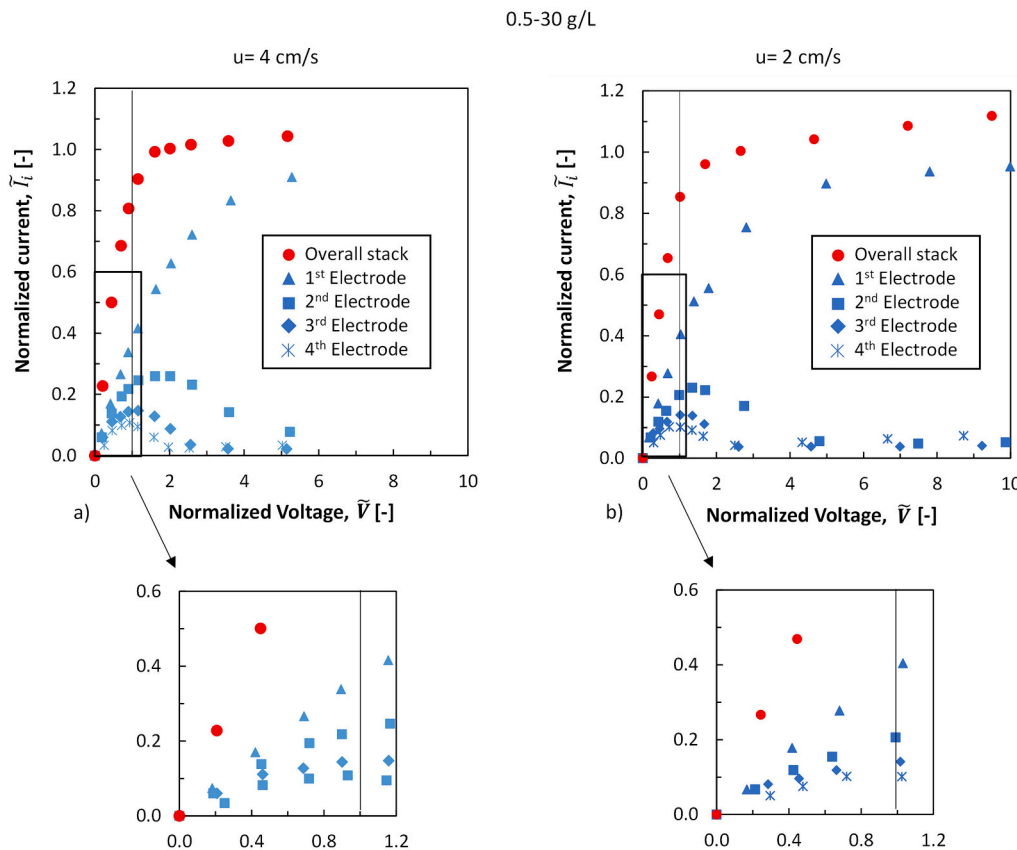 0.5-30 g/L
u= 4 cm/s
1.2
1.0
0.8
0.6
0.4
0.2
0.0
0 2 4 6 8 10
Normalized current, Ĩᵢ [-]
Normalized Voltage, Ṽ [-]
Overall stack
1st Electrode
2nd Electrode
3rd Electrode
4th Electrode
a)
u= 2 cm/s
1.2
1.0
0.8
0.6
0.4
0.2
0.0
0 2 4 6 8 10
Normalized current, Ĩᵢ [-]
Normalized Voltage, Ṽ [-]
Overall stack
1st Electrode
2nd Electrode
3rd Electrode
4th Electrode
b)
0.6
0.4
0.2
0.0
0.0 0.4 0.8 1.2
0.6
0.4
0.2
0.0
0.0 0.4 0.8 1.2